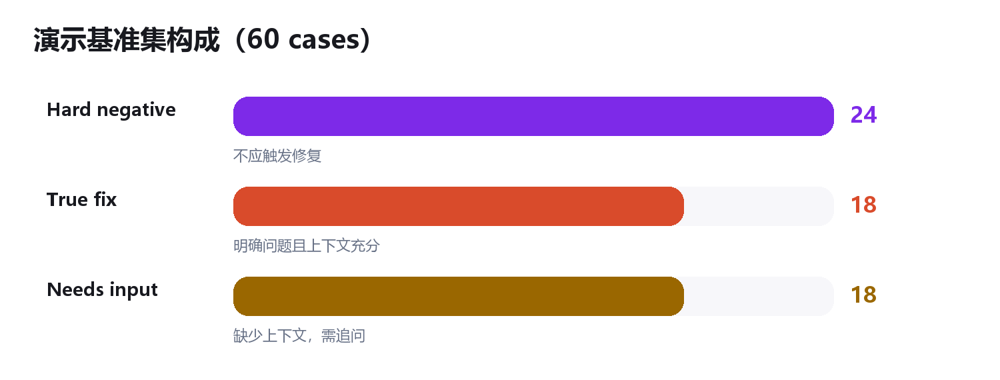 演示基准集构成（60 cases）
Hard negative
24
不应触发修复
True fix
18
明确问题且上下文充分
Needs input
18
缺少上下文，需追问